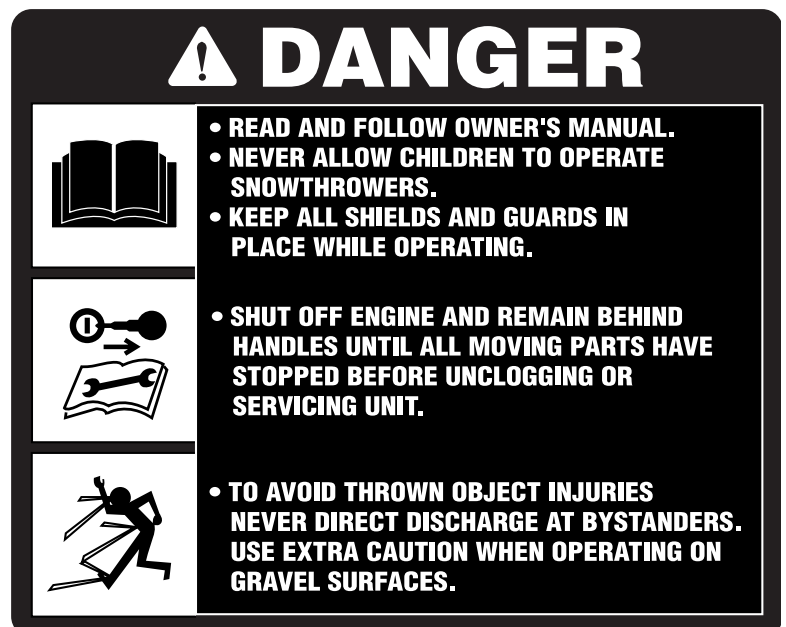 DANGER
• READ AND FOLLOW OWNER'S MANUAL.
• NEVER ALLOW CHILDREN TO OPERATE
SNOWTHROWERS.
• KEEP ALL SHIELDS AND GUARDS IN
PLACE WHILE OPERATING.
• SHUT OFF ENGINE AND REMAIN BEHIND
HANDLES UNTIL ALL MOVING PARTS HAVE
STOPPED BEFORE UNCLOGGING OR
SERVICING UNIT.
• TO AVOID THROWN OBJECT INJURIES
NEVER DIRECT DISCHARGE AT BYSTANDERS.
USE EXTRA CAUTION WHEN OPERATING ON
GRAVEL SURFACES.